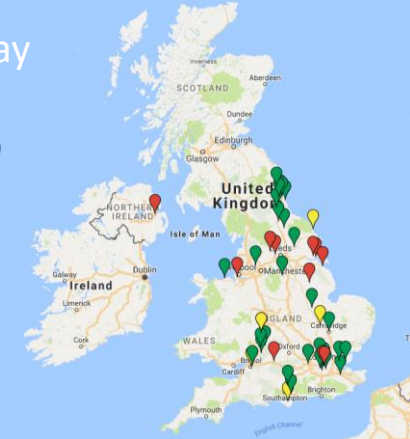 ay
Inverness
Aberdeen
SCOTLAND
Dundee
Edinburgh
Glasgow
United
Kingdom
NORTHERN
IRELAND
Isle of Man
Leeds
Galway
Dublin
Ireland
Manchester
Limerick
ENGLAND
Cambridge
Cork
WALES
Oxford
Cardiff
Bristol
Brighton
Southampton
Plymouth
English Channel